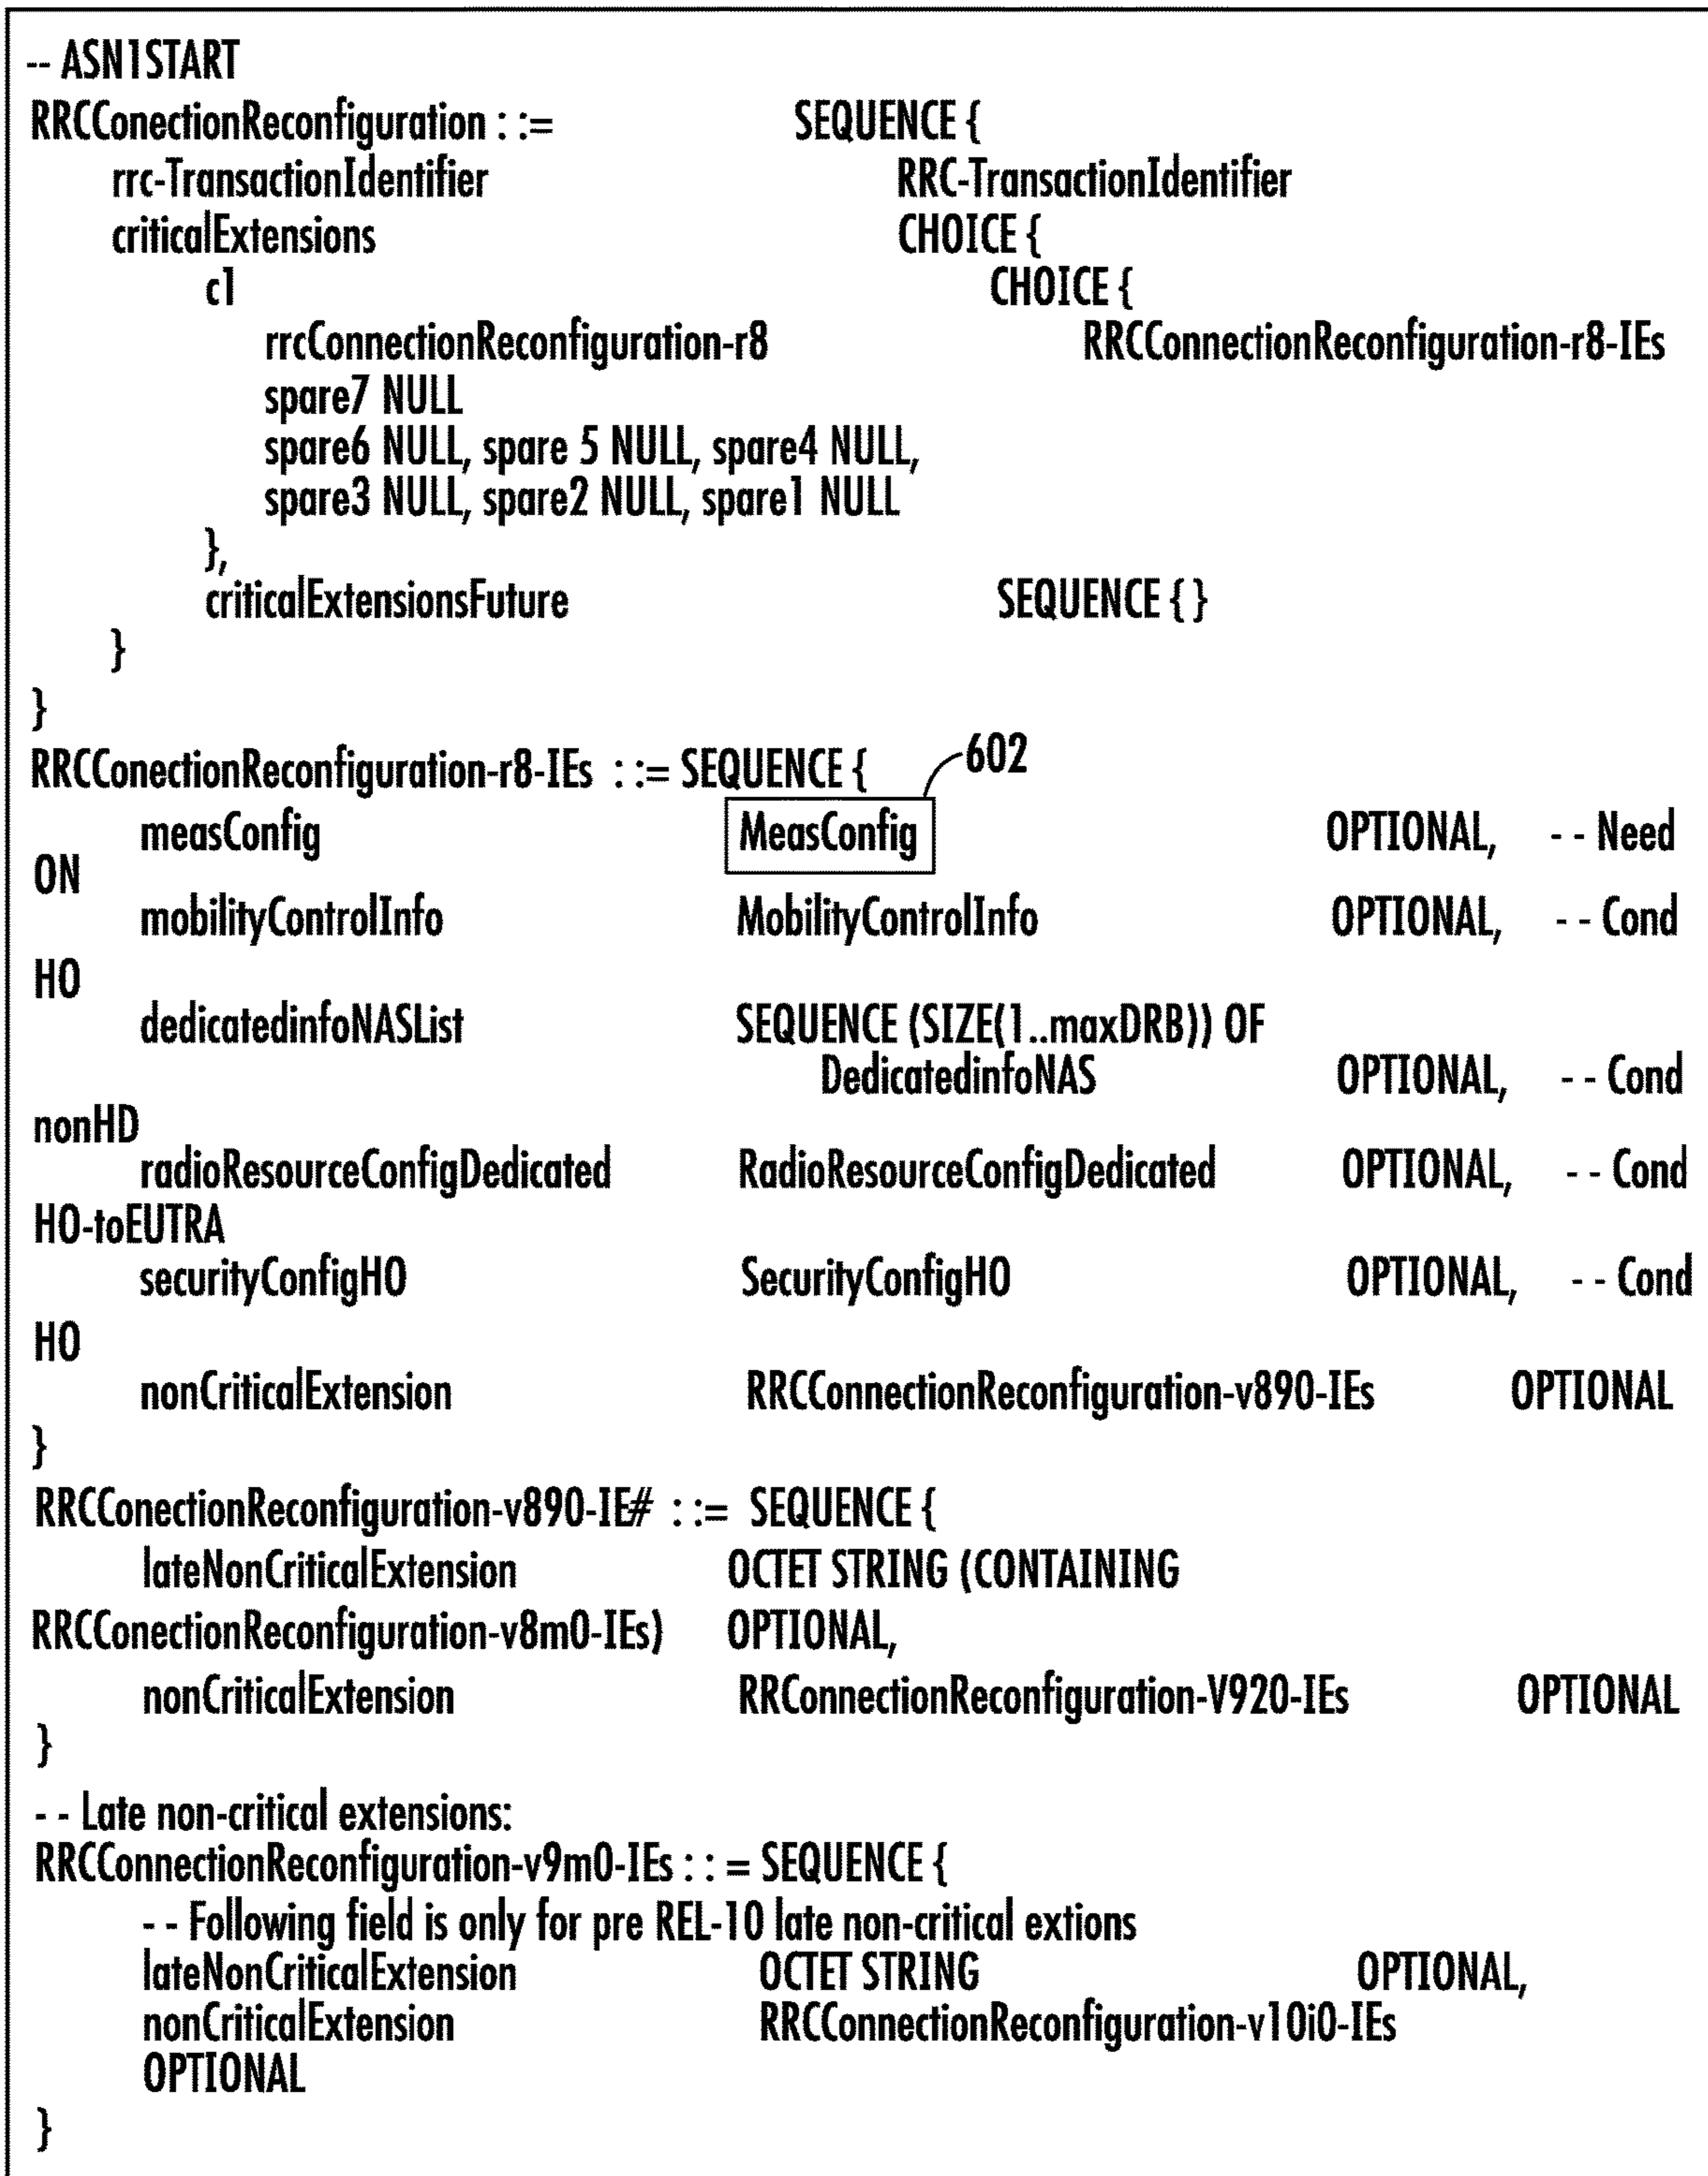 -- ASN1START
RRCConectionReconfiguration : := SEQUENCE {
rrc-TransactionIdentifier RRC-TransactionIdentifier
criticalExtensions CHOICE {
c1 CHOICE {
rrcConnectionReconfiguration-r8 RRCConnectionReconfiguration-r8-IEs
spare7 NULL
spare6 NULL, spare 5 NULL, spare4 NULL,
spare3 NULL, spare2 NULL, spare1 NULL
},
criticalExtensionsFuture SEQUENCE { }
}
}
RRCConectionReconfiguration-r8-IEs : := SEQUENCE { 602
measConfig MeasConfig OPTIONAL, - - Need
ON
mobilityControlInfo MobilityControlInfo OPTIONAL, - - Cond
HO
dedicatedinfoNASList SEQUENCE (SIZE(1..maxDRB)) OF
DedicatedinfoNAS OPTIONAL, - - Cond
nonHD
radioResourceConfigDedicated RadioResourceConfigDedicated OPTIONAL, - - Cond
HO-toEUTRA
securityConfigHO SecurityConfigHO OPTIONAL, - - Cond
HO
nonCriticalExtension RRCConnectionReconfiguration-v890-IEs OPTIONAL
}
RRCConectionReconfiguration-v890-IE# : := SEQUENCE {
lateNonCriticalExtension OCTET STRING (CONTAINING
RRCConectionReconfiguration-v8m0-IEs) OPTIONAL,
nonCriticalExtension RRConnectionReconfiguration-V920-IEs OPTIONAL
}
- - Late non-critical extensions:
RRCConnectionReconfiguration-v9m0-IEs : : = SEQUENCE {
- - Following field is only for pre REL-10 late non-critical extions
lateNonCriticalExtension OCTET STRING OPTIONAL,
nonCriticalExtension RRCConnectionReconfiguration-v10i0-IEs
OPTIONAL
}